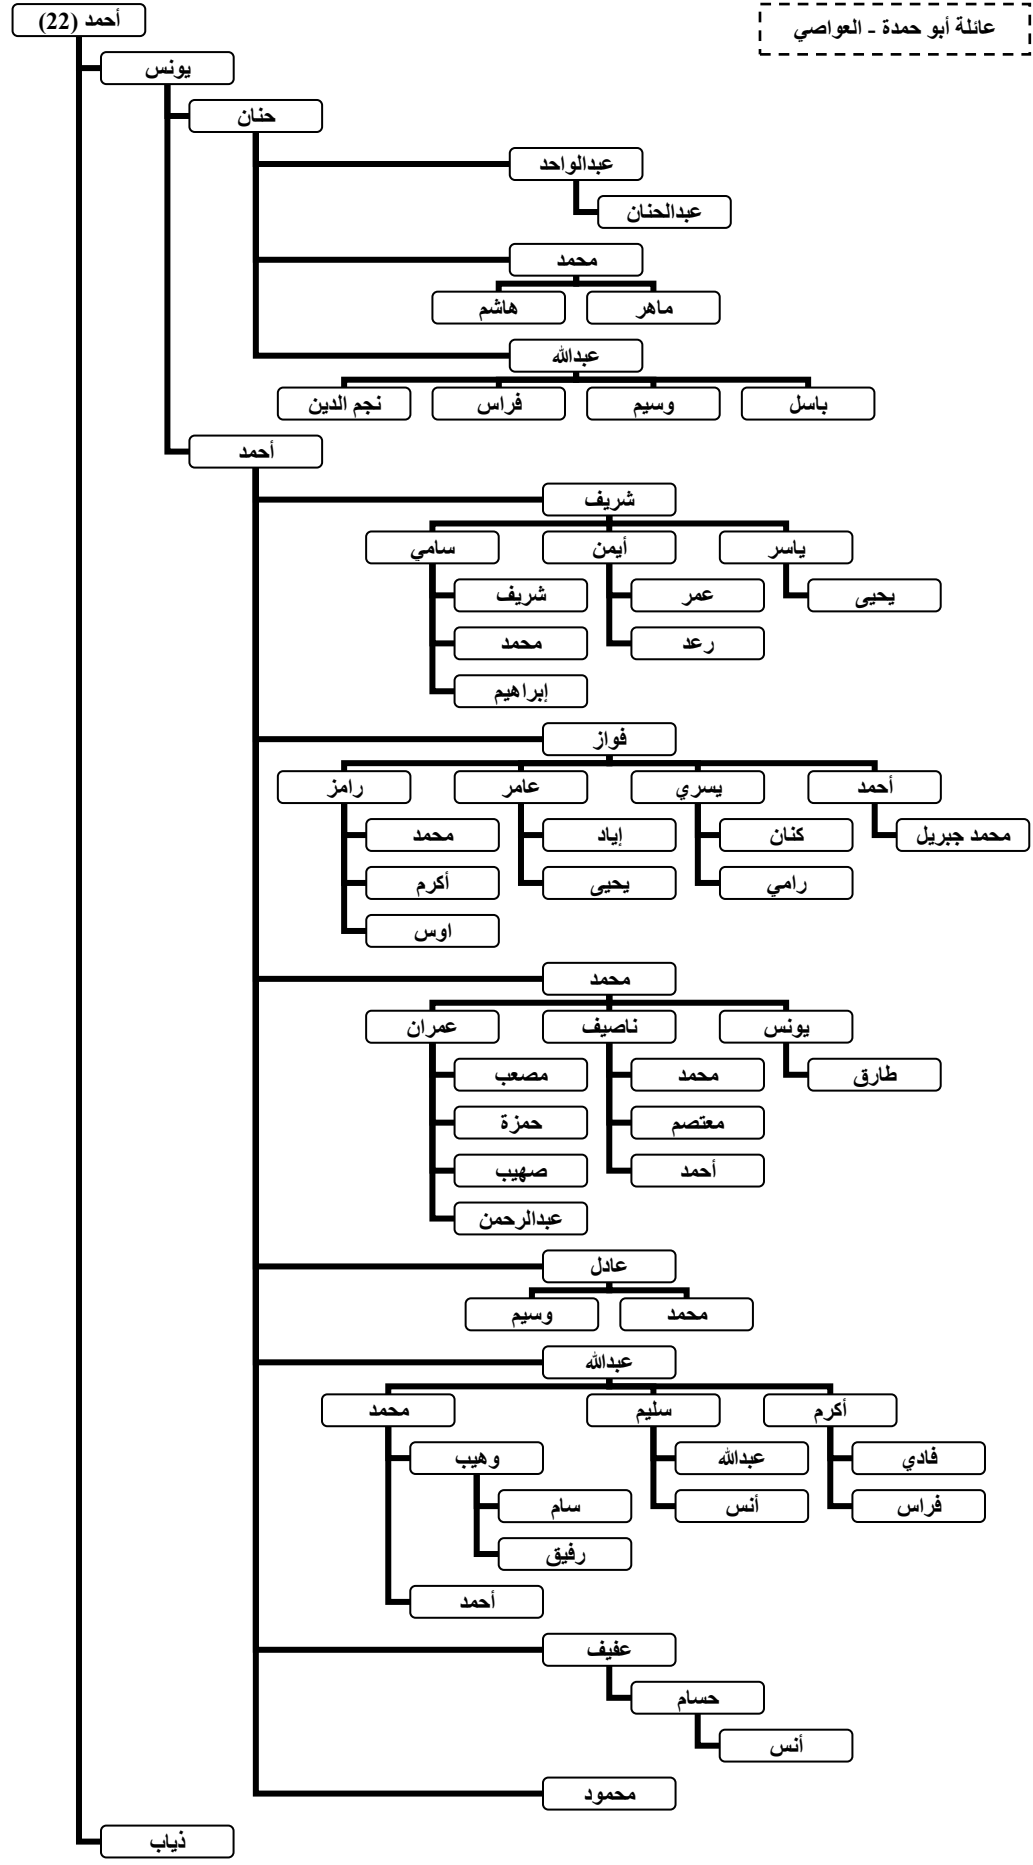 عائلة أبو حمدة - العواصي
أحمد (22)
يونس
حنان
عبدالواحد
عبدالحنان
محمد
ماهر
هاشم
عبدالله
باسل
وسيم
فراس
نجم الدين
أحمد
شريف
ياسر
أيمن
سامي
يحيى
عمر
شريف
رعد
محمد
إبراهيم
فواز
أحمد
يسري
عامر
رامز
محمد جبريل
كنان
إياد
محمد
رامي
يحيى
أكرم
اوس
محمد
يونس
ناصيف
عمران
طارق
محمد
مصعب
معتصم
حمزة
أحمد
صهيب
عبدالرحمن
عادل
محمد
وسيم
عبدالله
أكرم
سليم
محمد
فادي
عبدالله
وهيب
فراس
أنس
سام
رفيق
أحمد
عفيف
حسام
أنس
محمود
ذياب